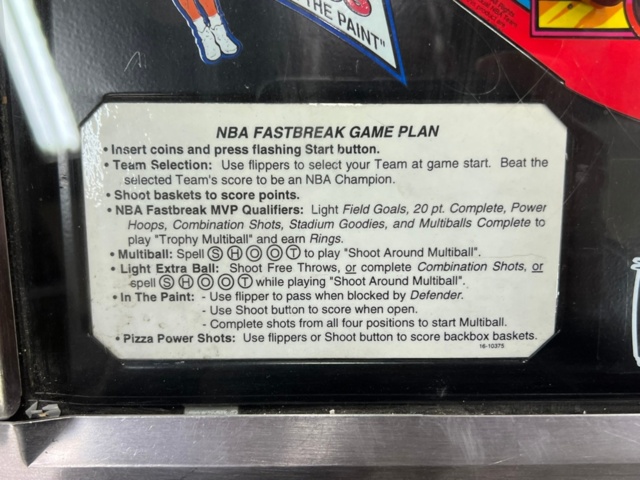 THE PAINT"
NBA FASTBREAK GAME PLAN
• Insert coins and press flashing Start button.
• Team Selection: Use flippers to select your Team at game start. Beat the
selected Team's score to be an NBA Champion.
• Shoot baskets to score points.
• NBA Fastbreak MVP Qualifiers: Light Field Goals, 20 pt. Complete, Power
Hoops, Combination Shots, Stadium Goodies, and Multiballs Complete to
play "Trophy Multiball" and earn Rings.
• Multiball: Spell Ⓢ Ⓗ Ⓞ Ⓞ Ⓣ to play "Shoot Around Multiball".
• Light Extra Ball: Shoot Free Throws, or complete Combination Shots, or
spell Ⓢ Ⓗ Ⓞ Ⓞ Ⓣ while playing "Shoot Around Multiball".
• In The Paint: - Use flipper to pass when blocked by Defender.
- Use Shoot button to score when open.
- Complete shots from all four positions to start Multiball.
• Pizza Power Shots: Use flippers or Shoot button to score backbox baskets.
16-10375